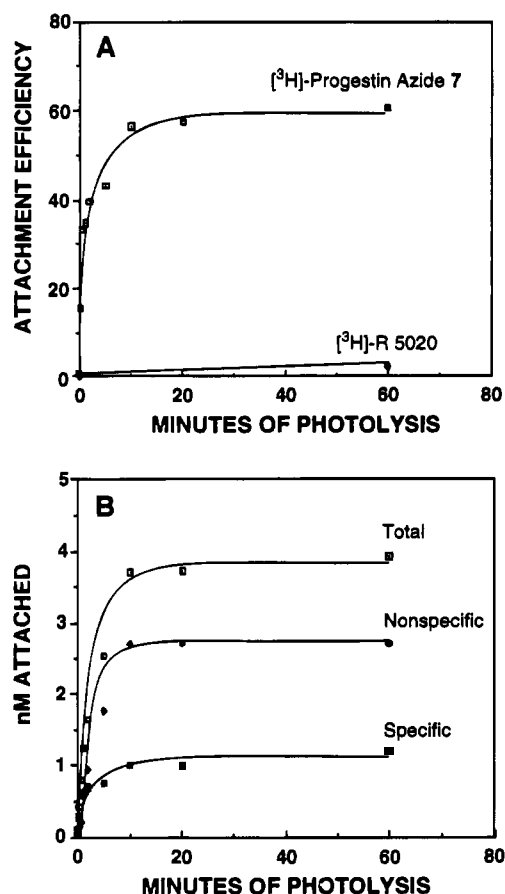 A
80
60
40
20
0
ATTACHMENT EFFICIENCY
[³H]-Progestin Azide 7
[³H]-R 5020
0 20 40 60 80
MINUTES OF PHOTOLYSIS
B
5
4
3
2
1
0
nM ATTACHED
Total
Nonspecific
Specific
0 20 40 60 80
MINUTES OF PHOTOLYSIS